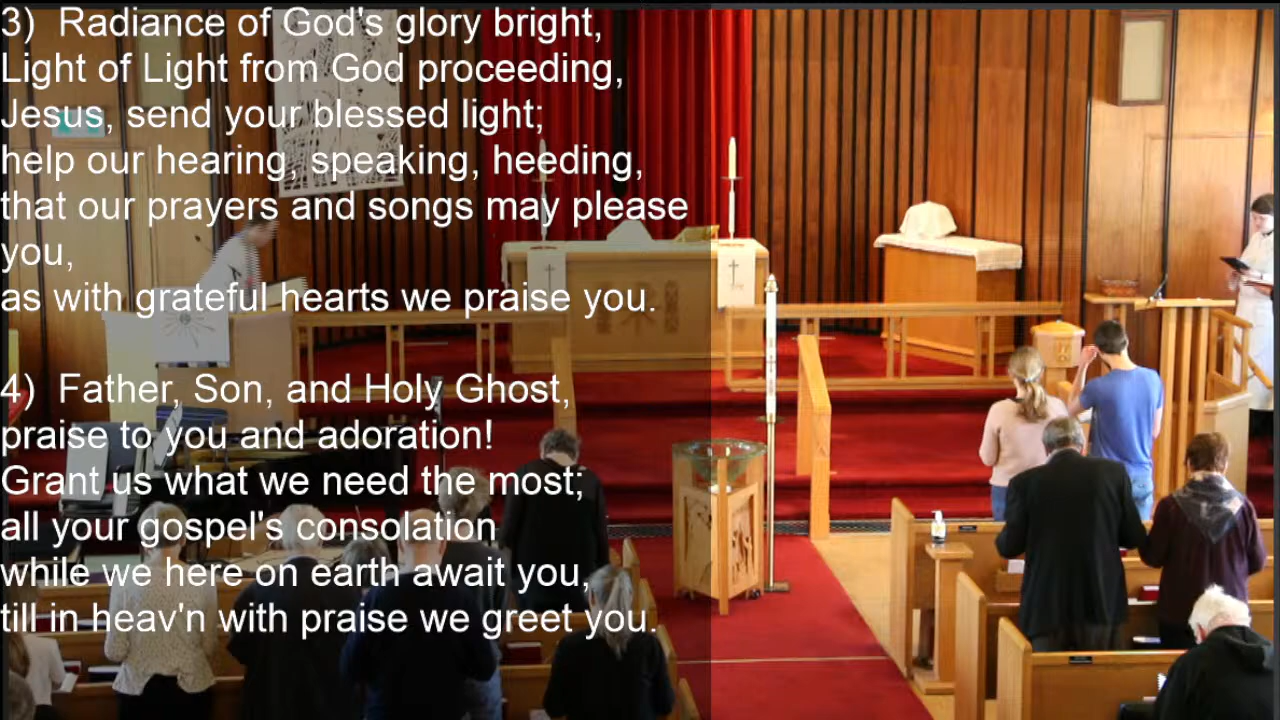 3)  Radiance of God's glory bright,
Light of Light from God proceeding,
Jesus, send your blessed light;
help our hearing, speaking, heeding,
that our prayers and songs may please
you,
as with grateful hearts we praise you.
4)  Father, Son, and Holy Ghost,
praise to you and adoration!
Grant us what we need the most;
all your gospel's consolation
while we here on earth await you,
till in heav'n with praise we greet you.